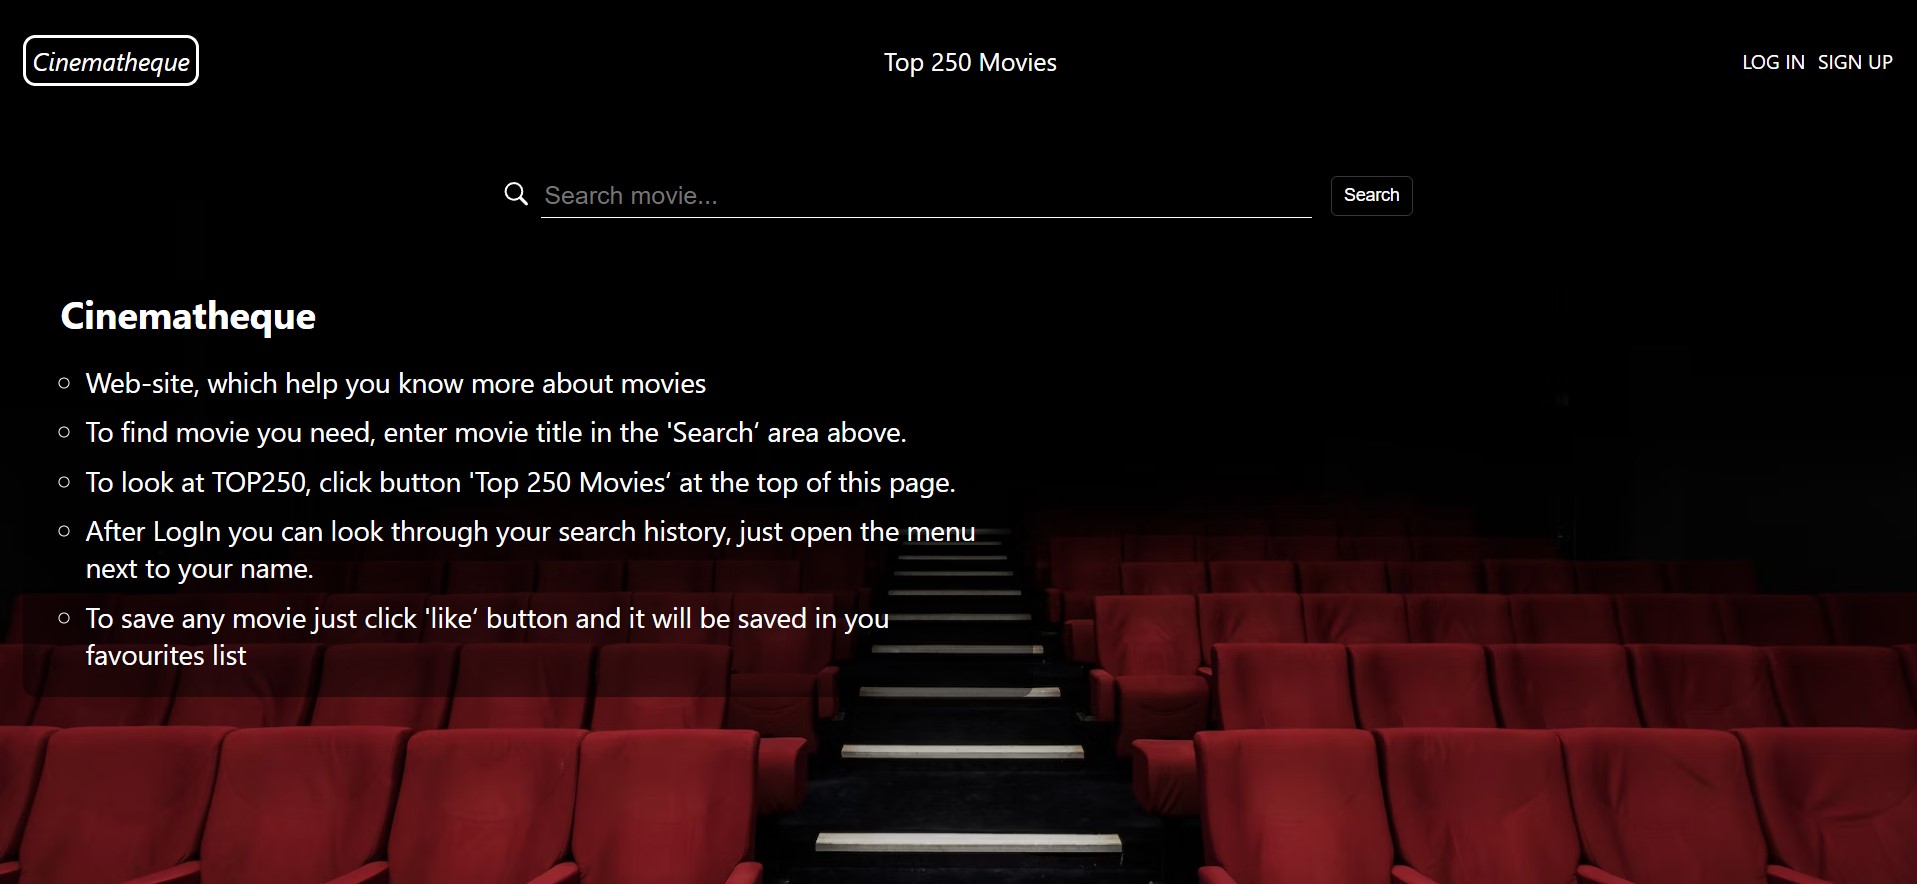 Cinematheque
Top 250 Movies
LOG IN SIGN UP
Search movie...
Search
Cinematheque
Web-site, which help you know more about movies
To find movie you need, enter movie title in the 'Search‘ area above.
To look at TOP250, click button 'Top 250 Movies‘ at the top of this page.
After LogIn you can look through your search history, just open the menu
next to your name.
To save any movie just click 'like‘ button and it will be saved in you
favourites list